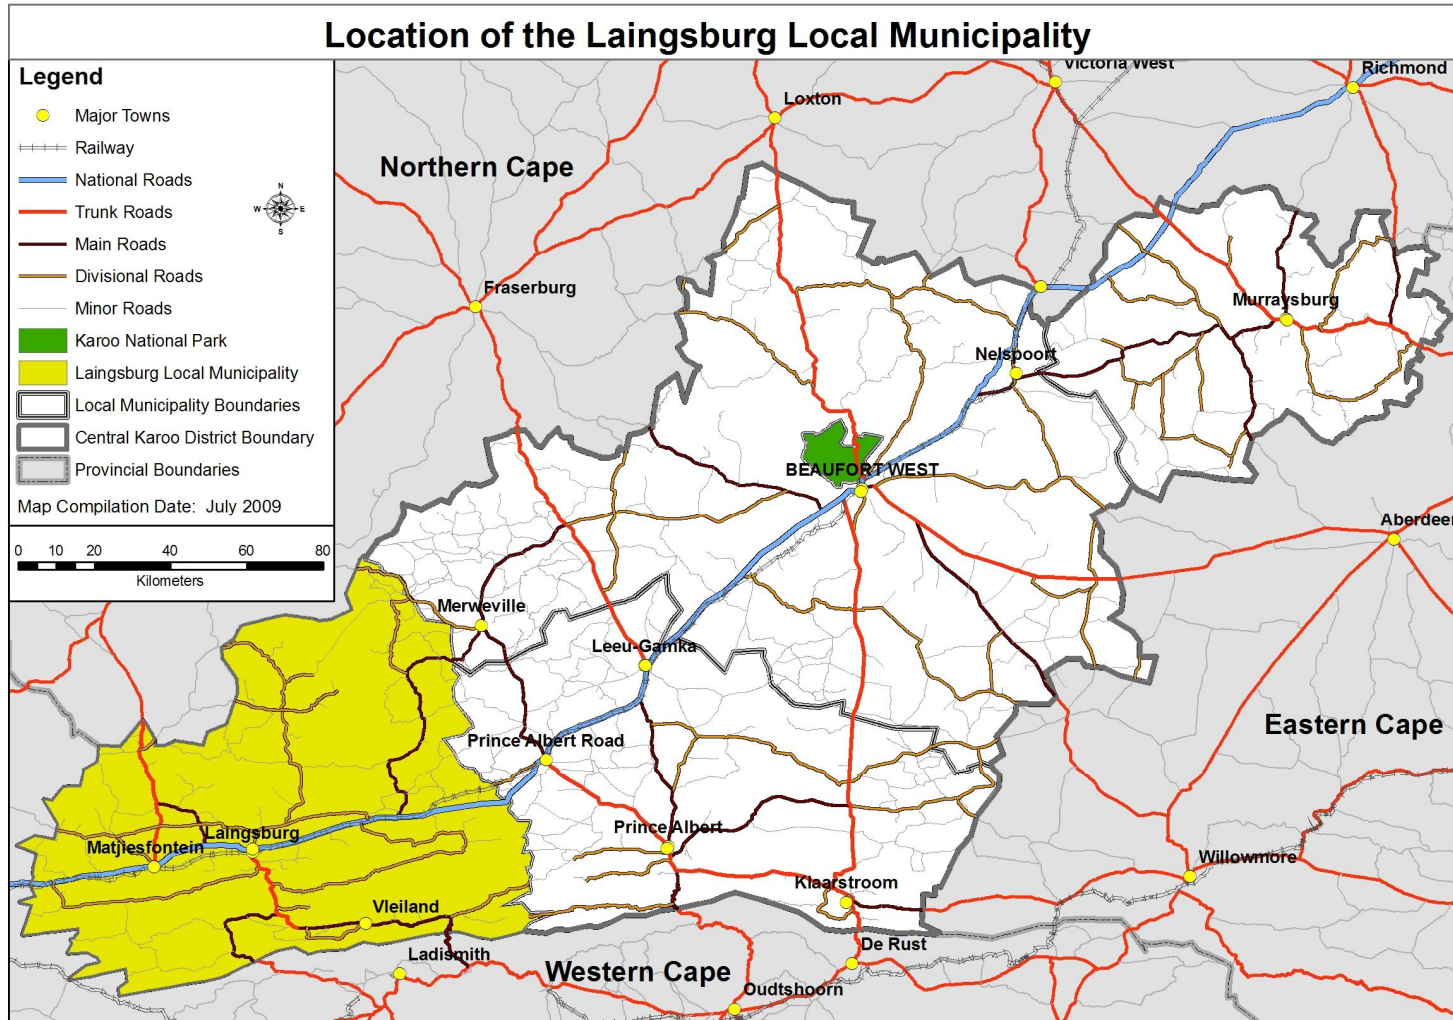 Location of the Laingsburg Local Municipality
Legend
Major Towns
Railway
National Roads
Trunk Roads
Main Roads
Divisional Roads
Minor Roads
Karoo National Park
Laingsburg Local Municipality
Local Municipality Boundaries
Central Karoo District Boundary
Provincial Boundaries
Map Compilation Date: July 2009
N
W
E
S
0 10 20 40 60 80
Kilometers
Victoria West
Richmond
Loxton
Northern Cape
Fraserburg
Murraysburg
Nelspoort
BEAUFORT WEST
Aberdeen
Merweville
Leeu-Gamka
Eastern Cape
Prince Albert Road
Prince Albert
Laingsburg
Matjiesfontein
Willowmore
Klaarstroom
Vleiland
De Rust
Ladismith
Western Cape
Oudtshoorn